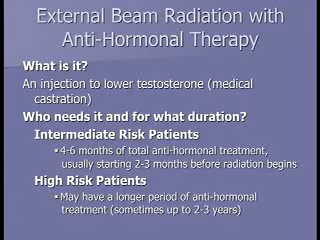 External Beam Radiation with
Anti-Hormonal Therapy
What is it?
An injection to lower testosterone (medical
castration)
Who needs it and for what duration?
Intermediate Risk Patients
▪4-6 months of total anti-hormonal treatment,
usually starting 2-3 months before radiation begins
High Risk Patients
▪May have a longer period of anti-hormonal
treatment (sometimes up to 2-3 years)